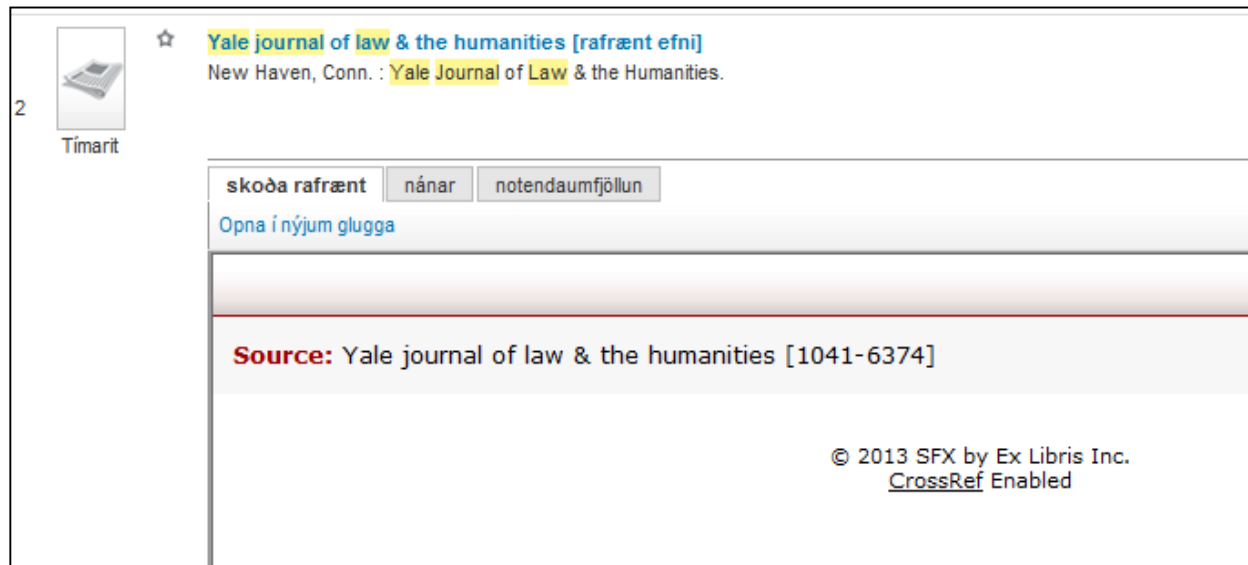 2
Tímarit
Yale journal of law & the humanities [rafrænt efni]
New Haven, Conn. : Yale Journal of Law & the Humanities.
skoða rafrænt nánar notendaumfjöllun
Opna í nýjum glugga
Source: Yale journal of law & the humanities [1041-6374]
© 2013 SFX by Ex Libris Inc.
CrossRef Enabled